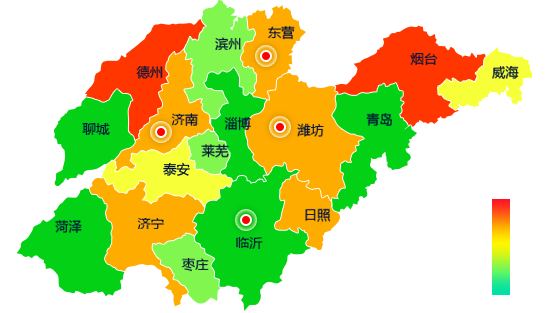 东营
滨州
烟台
德州
威海
济南
淄博
青岛
聊城
潍坊
莱芜
泰安
日照
菏泽
济宁
临沂
枣庄